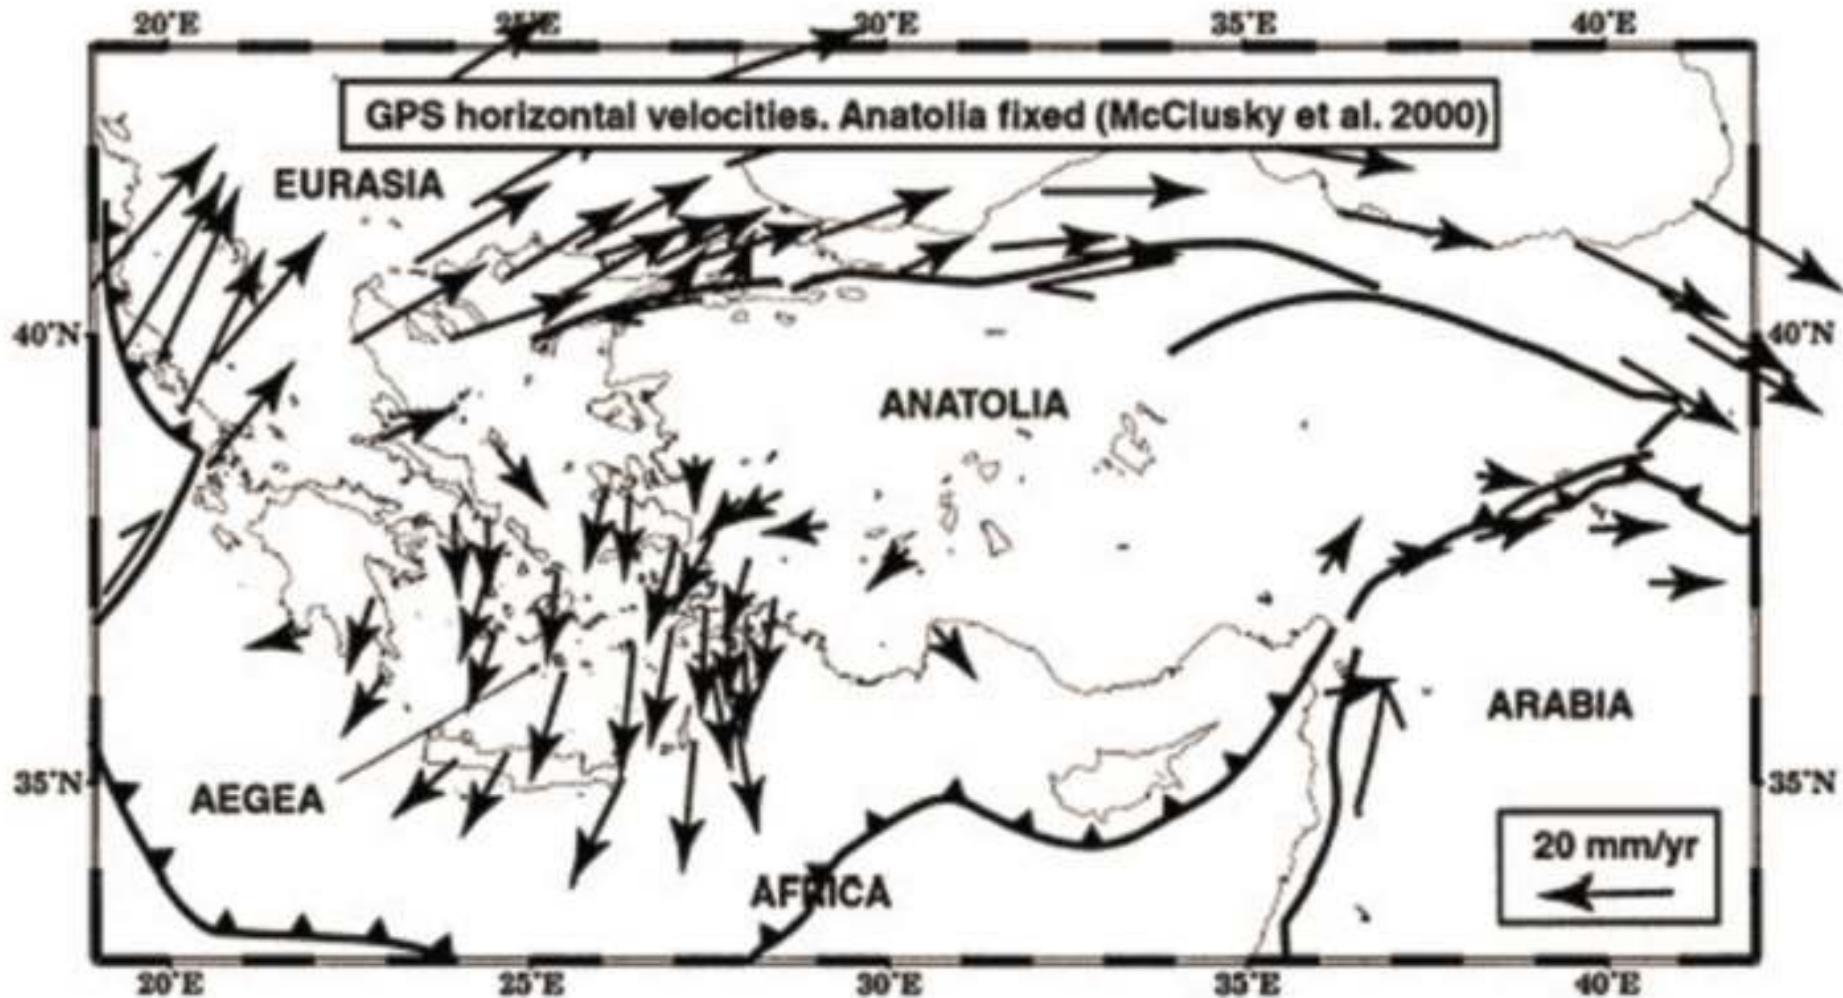 20°E 25°E 30°E 35°E 40°E
GPS horizontal velocities. Anatolia fixed (McClusky et al. 2000)
EURASIA
40°N 40°N
ANATOLIA
ARABIA
35°N 35°N
AEGEA
20 mm/yr
AFRICA
20°E 25°E 30°E 35°E 40°E